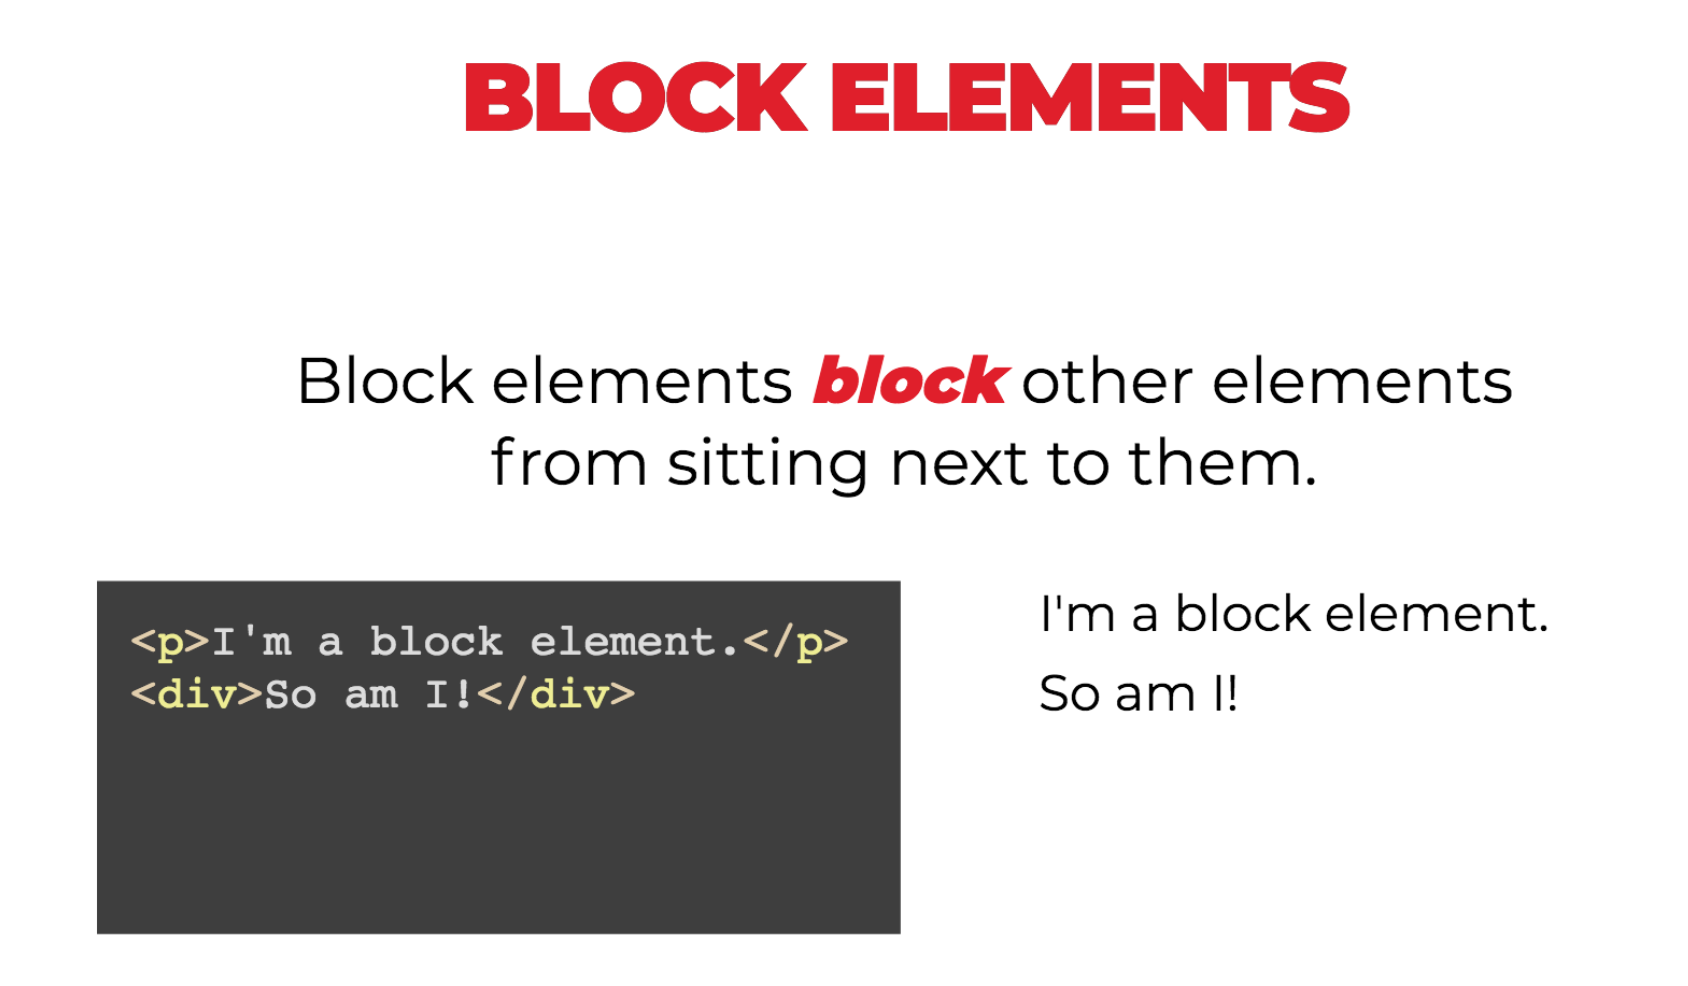 BLOCK ELEMENTS
Block elements block other elements
from sitting next to them.
<p>I'm a block element.</p>
<div>So am I!</div>
I'm a block element.
So am I!